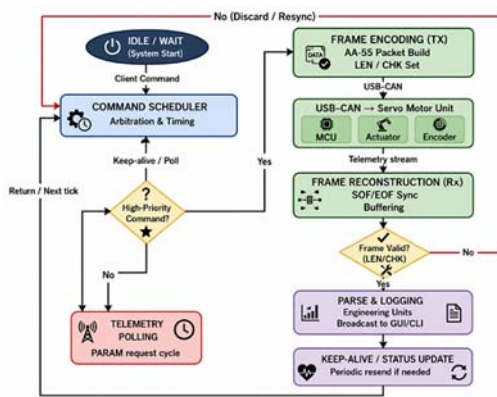 No (Discard / Resync)
IDLE / WAIT
(System Start)
Client Command
COMMAND SCHEDULER
Arbitration & Timing
Keep-alive / Poll
Return / Next tick
High-Priority
Command?
Yes
No
TELEMETRY
POLLING
PARAM request cycle
FRAME ENCODING (TX)
DATA
AA-55 Packet Build
LEN / CHK Set
USB-CAN
USB-CAN → Servo Motor Unit
MCU
Actuator
Encoder
Telemetry stream
FRAME RECONSTRUCTION (Rx)
SOF/EOF Sync
Buffering
Frame Valid?
(LEN/CHK)
No
Yes
PARSE & LOGGING
Engineering Units
Broadcast to GUI/CLI
KEEP-ALIVE / STATUS UPDATE
Periodic resend if needed